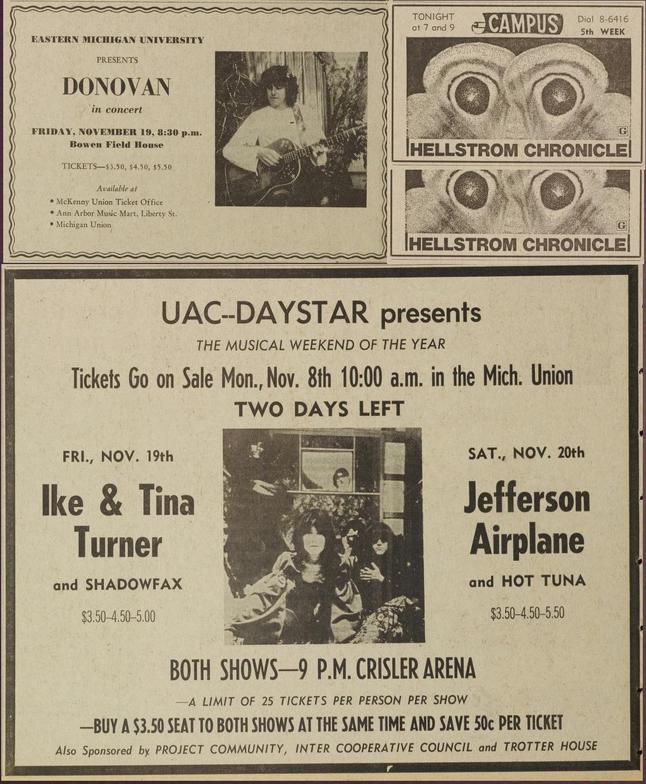 EASTERN MICHIGAN UNIVERSITY
PRESENTS
DONOVAN
in concert
FRIDAY, NOVEMBER 19, 8:30 p.m.
Bowen Field House
TICKETS—$3.50, $4.50, $5.50
Available at
• McKenny Union Ticket Office
• Ann Arbor Music Mart, Liberty St.
• Michigan Union
TONIGHT
at 7 and 9
CAMPUS
Dial 8-6416
5th WEEK
G
HELLSTROM CHRONICLE
G
HELLSTROM CHRONICLE
UAC--DAYSTAR presents
THE MUSICAL WEEKEND OF THE YEAR
Tickets Go on Sale Mon., Nov. 8th 10:00 a.m. in the Mich. Union
TWO DAYS LEFT
FRI., NOV. 19th
Ike & Tina
Turner
and SHADOWFAX
$3.50–4.50–5.00
SAT., NOV. 20th
Jefferson
Airplane
and HOT TUNA
$3.50–4.50–5.50
BOTH SHOWS—9 P.M. CRISLER ARENA
—A LIMIT OF 25 TICKETS PER PERSON PER SHOW
—BUY A $3.50 SEAT TO BOTH SHOWS AT THE SAME TIME AND SAVE 50c PER TICKET
Also Sponsored by PROJECT COMMUNITY, INTER COOPERATIVE COUNCIL and TROTTER HOUSE